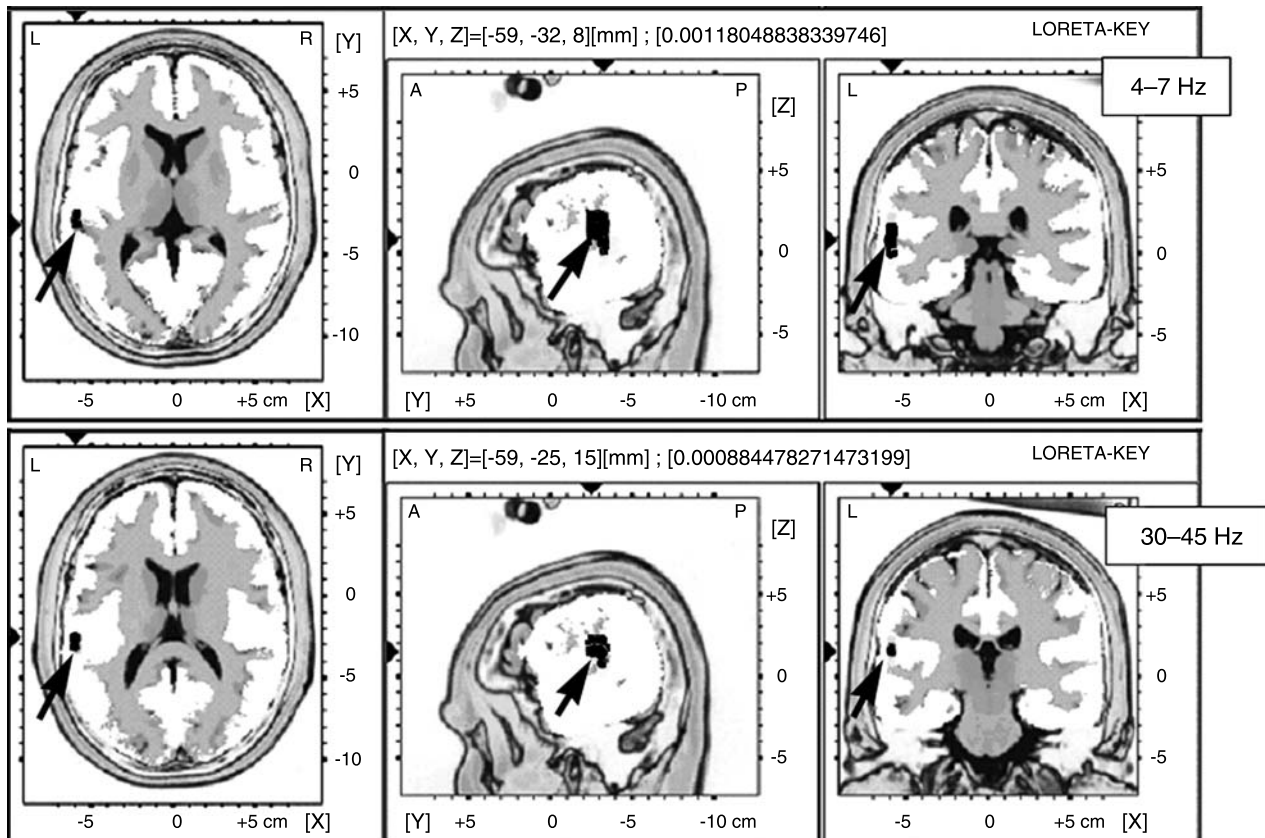 [X, Y, Z]=[-59, -32, 8][mm] ; [0.00118048838339746] LORETA-KEY
4–7 Hz
L R [Y]
+5
0
-5
-10
-5 0 +5 cm [X]
A P [Z]
+5
0
-5
[Y] +5 0 -5 -10 cm
L
+5
0
-5
-5 0 +5 cm [X]
[X, Y, Z]=[-59, -25, 15][mm] ; [0.000884478271473199] LORETA-KEY
30–45 Hz
L R [Y]
+5
0
-5
-10
-5 0 +5 cm [X]
A P [Z]
+5
0
-5
[Y] +5 0 -5 -10 cm
L
+5
0
-5
-5 0 +5 cm [X]